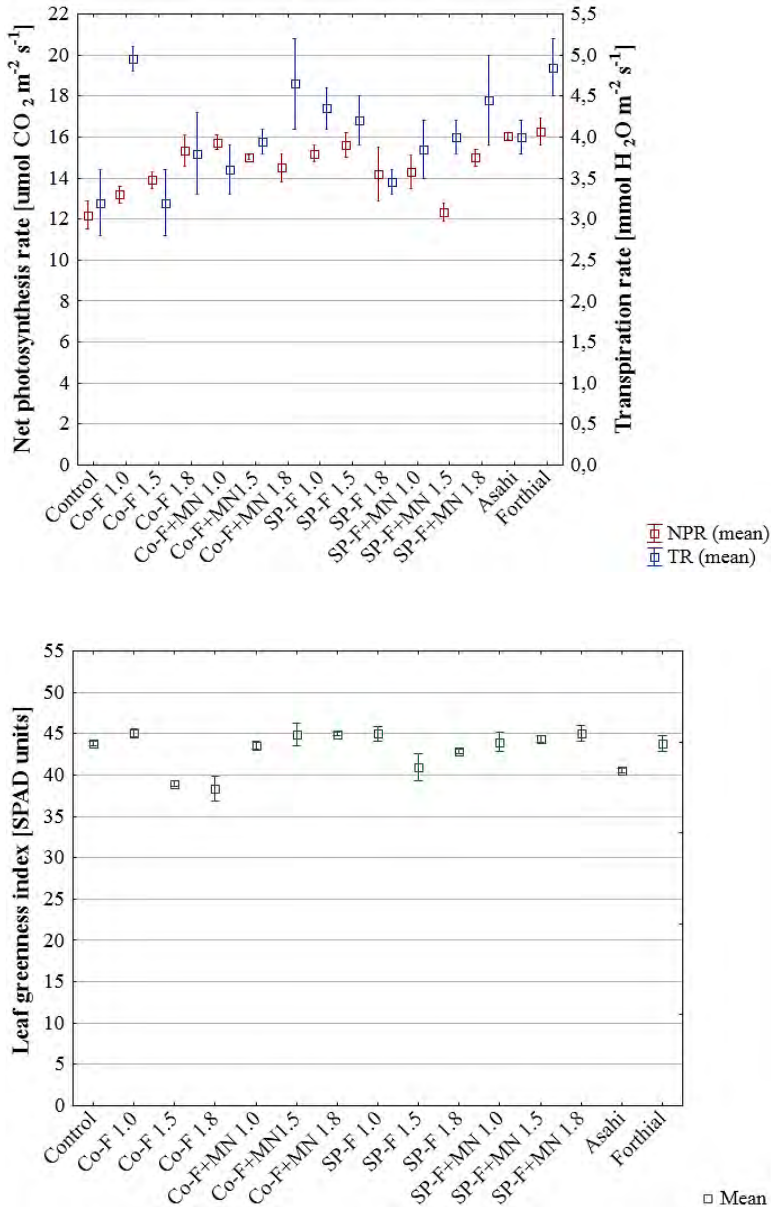 Net photosynthesis rate [umol CO2 m-2 s-1]
22
20
18
16
14
12
10
8
6
4
2
0
5,5
5,0
4,5
4,0
3,5
3,0
2,5
2,0
1,5
1,0
0,5
0,0
Transpiration rate [mmol H2O m-2 s-1]
Control
Co-F 1.0
Co-F 1.5
Co-F 1.8
Co-F+MN 1.0
Co-F+MN1.5
Co-F+MN 1.8
SP-F 1.0
SP-F 1.5
SP-F 1.8
SP-F+MN 1.0
SP-F+MN 1.5
SP-F+MN 1.8
Asahi
Forthial
NPR (mean)
TR (mean)
Leaf greenness index [SPAD units]
55
50
45
40
35
30
25
20
15
10
5
0
Control
Co-F 1.0
Co-F 1.5
Co-F 1.8
Co-F+MN 1.0
Co-F+MN1.5
Co-F+MN 1.8
SP-F 1.0
SP-F 1.5
SP-F 1.8
SP-F+MN 1.0
SP-F+MN 1.5
SP-F+MN 1.8
Asahi
Forthial
Mean